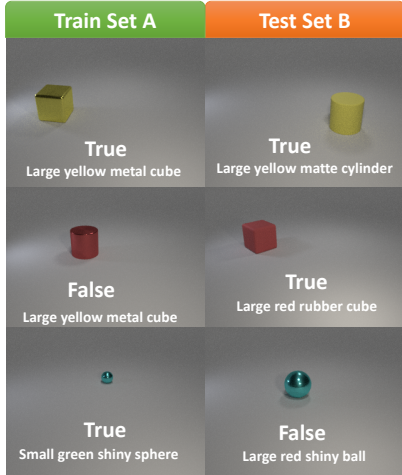 Train Set A
Test Set B
True
Large yellow metal cube
True
Large yellow matte cylinder
False
Large yellow metal cube
True
Large red rubber cube
True
Small green shiny sphere
False
Large red shiny ball